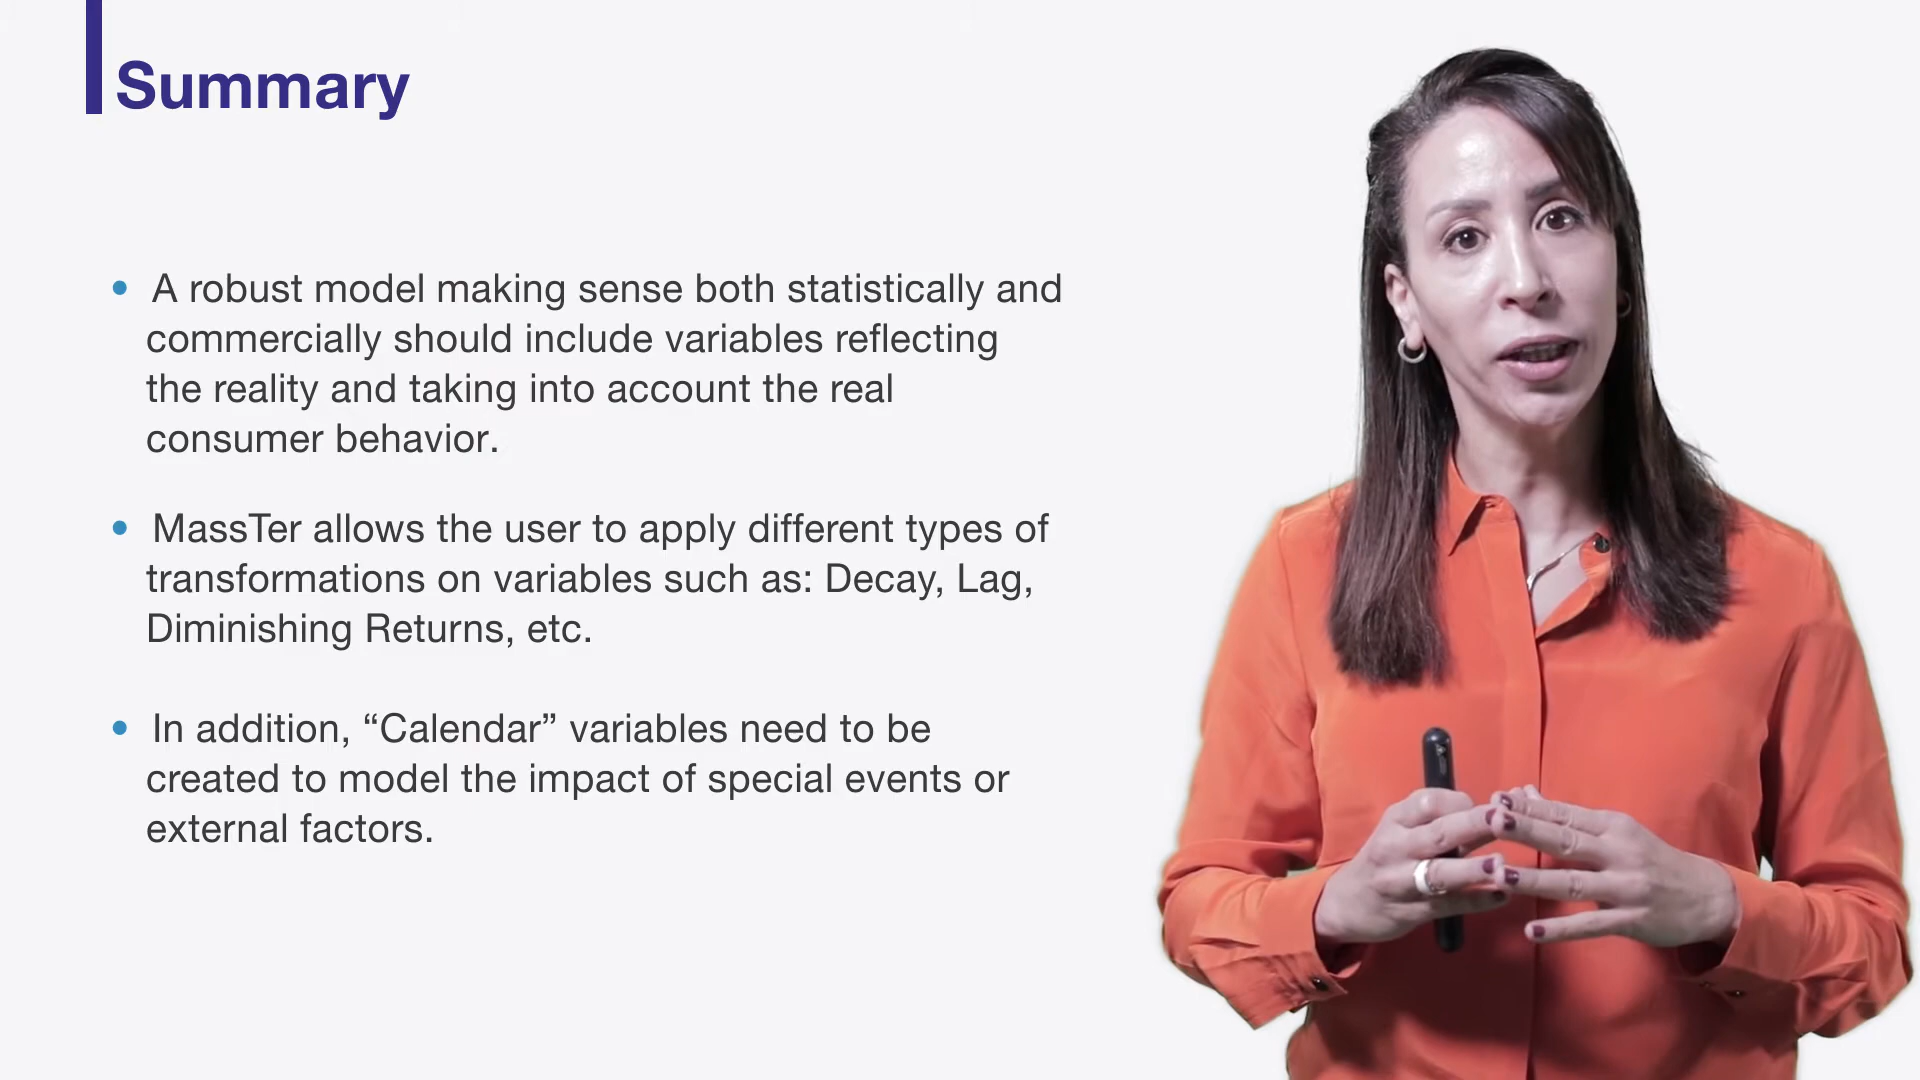 Summary
• A robust model making sense both statistically and
commercially should include variables reflecting
the reality and taking into account the real
consumer behavior.
• MassTer allows the user to apply different types of
transformations on variables such as: Decay, Lag,
Diminishing Returns, etc.
• In addition, “Calendar” variables need to be
created to model the impact of special events or
external factors.